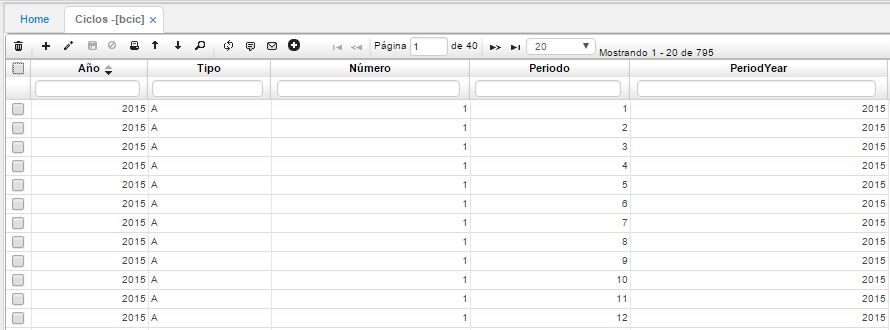 Home Ciclos -[bcic] ×
Página 1 de 40 20 Mostrando 1 - 20 de 795
Año Tipo Número Periodo PeriodYear
2015 A 1 1 2015
2015 A 1 2 2015
2015 A 1 3 2015
2015 A 1 4 2015
2015 A 1 5 2015
2015 A 1 6 2015
2015 A 1 7 2015
2015 A 1 8 2015
2015 A 1 9 2015
2015 A 1 10 2015
2015 A 1 11 2015
2015 A 1 12 2015